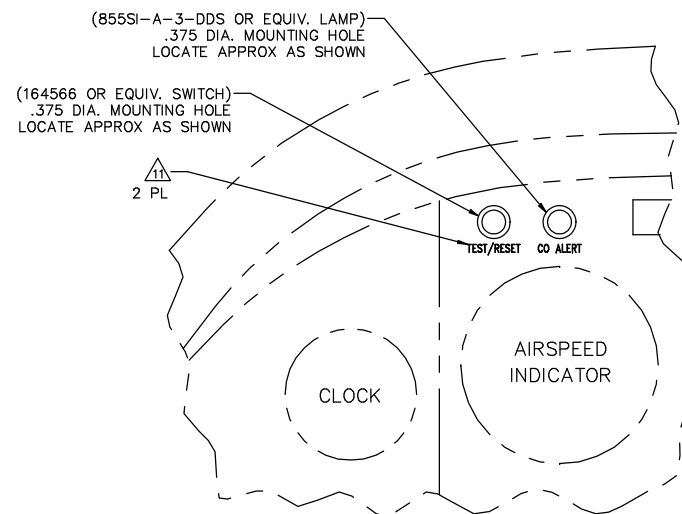 (855SI-A-3-DDS OR EQUIV. LAMP)
.375 DIA. MOUNTING HOLE
LOCATE APPROX AS SHOWN
(164566 OR EQUIV. SWITCH)
.375 DIA. MOUNTING HOLE
LOCATE APPROX AS SHOWN
11
2 PL
TEST/RESET
CO ALERT
AIRSPEED
INDICATOR
CLOCK